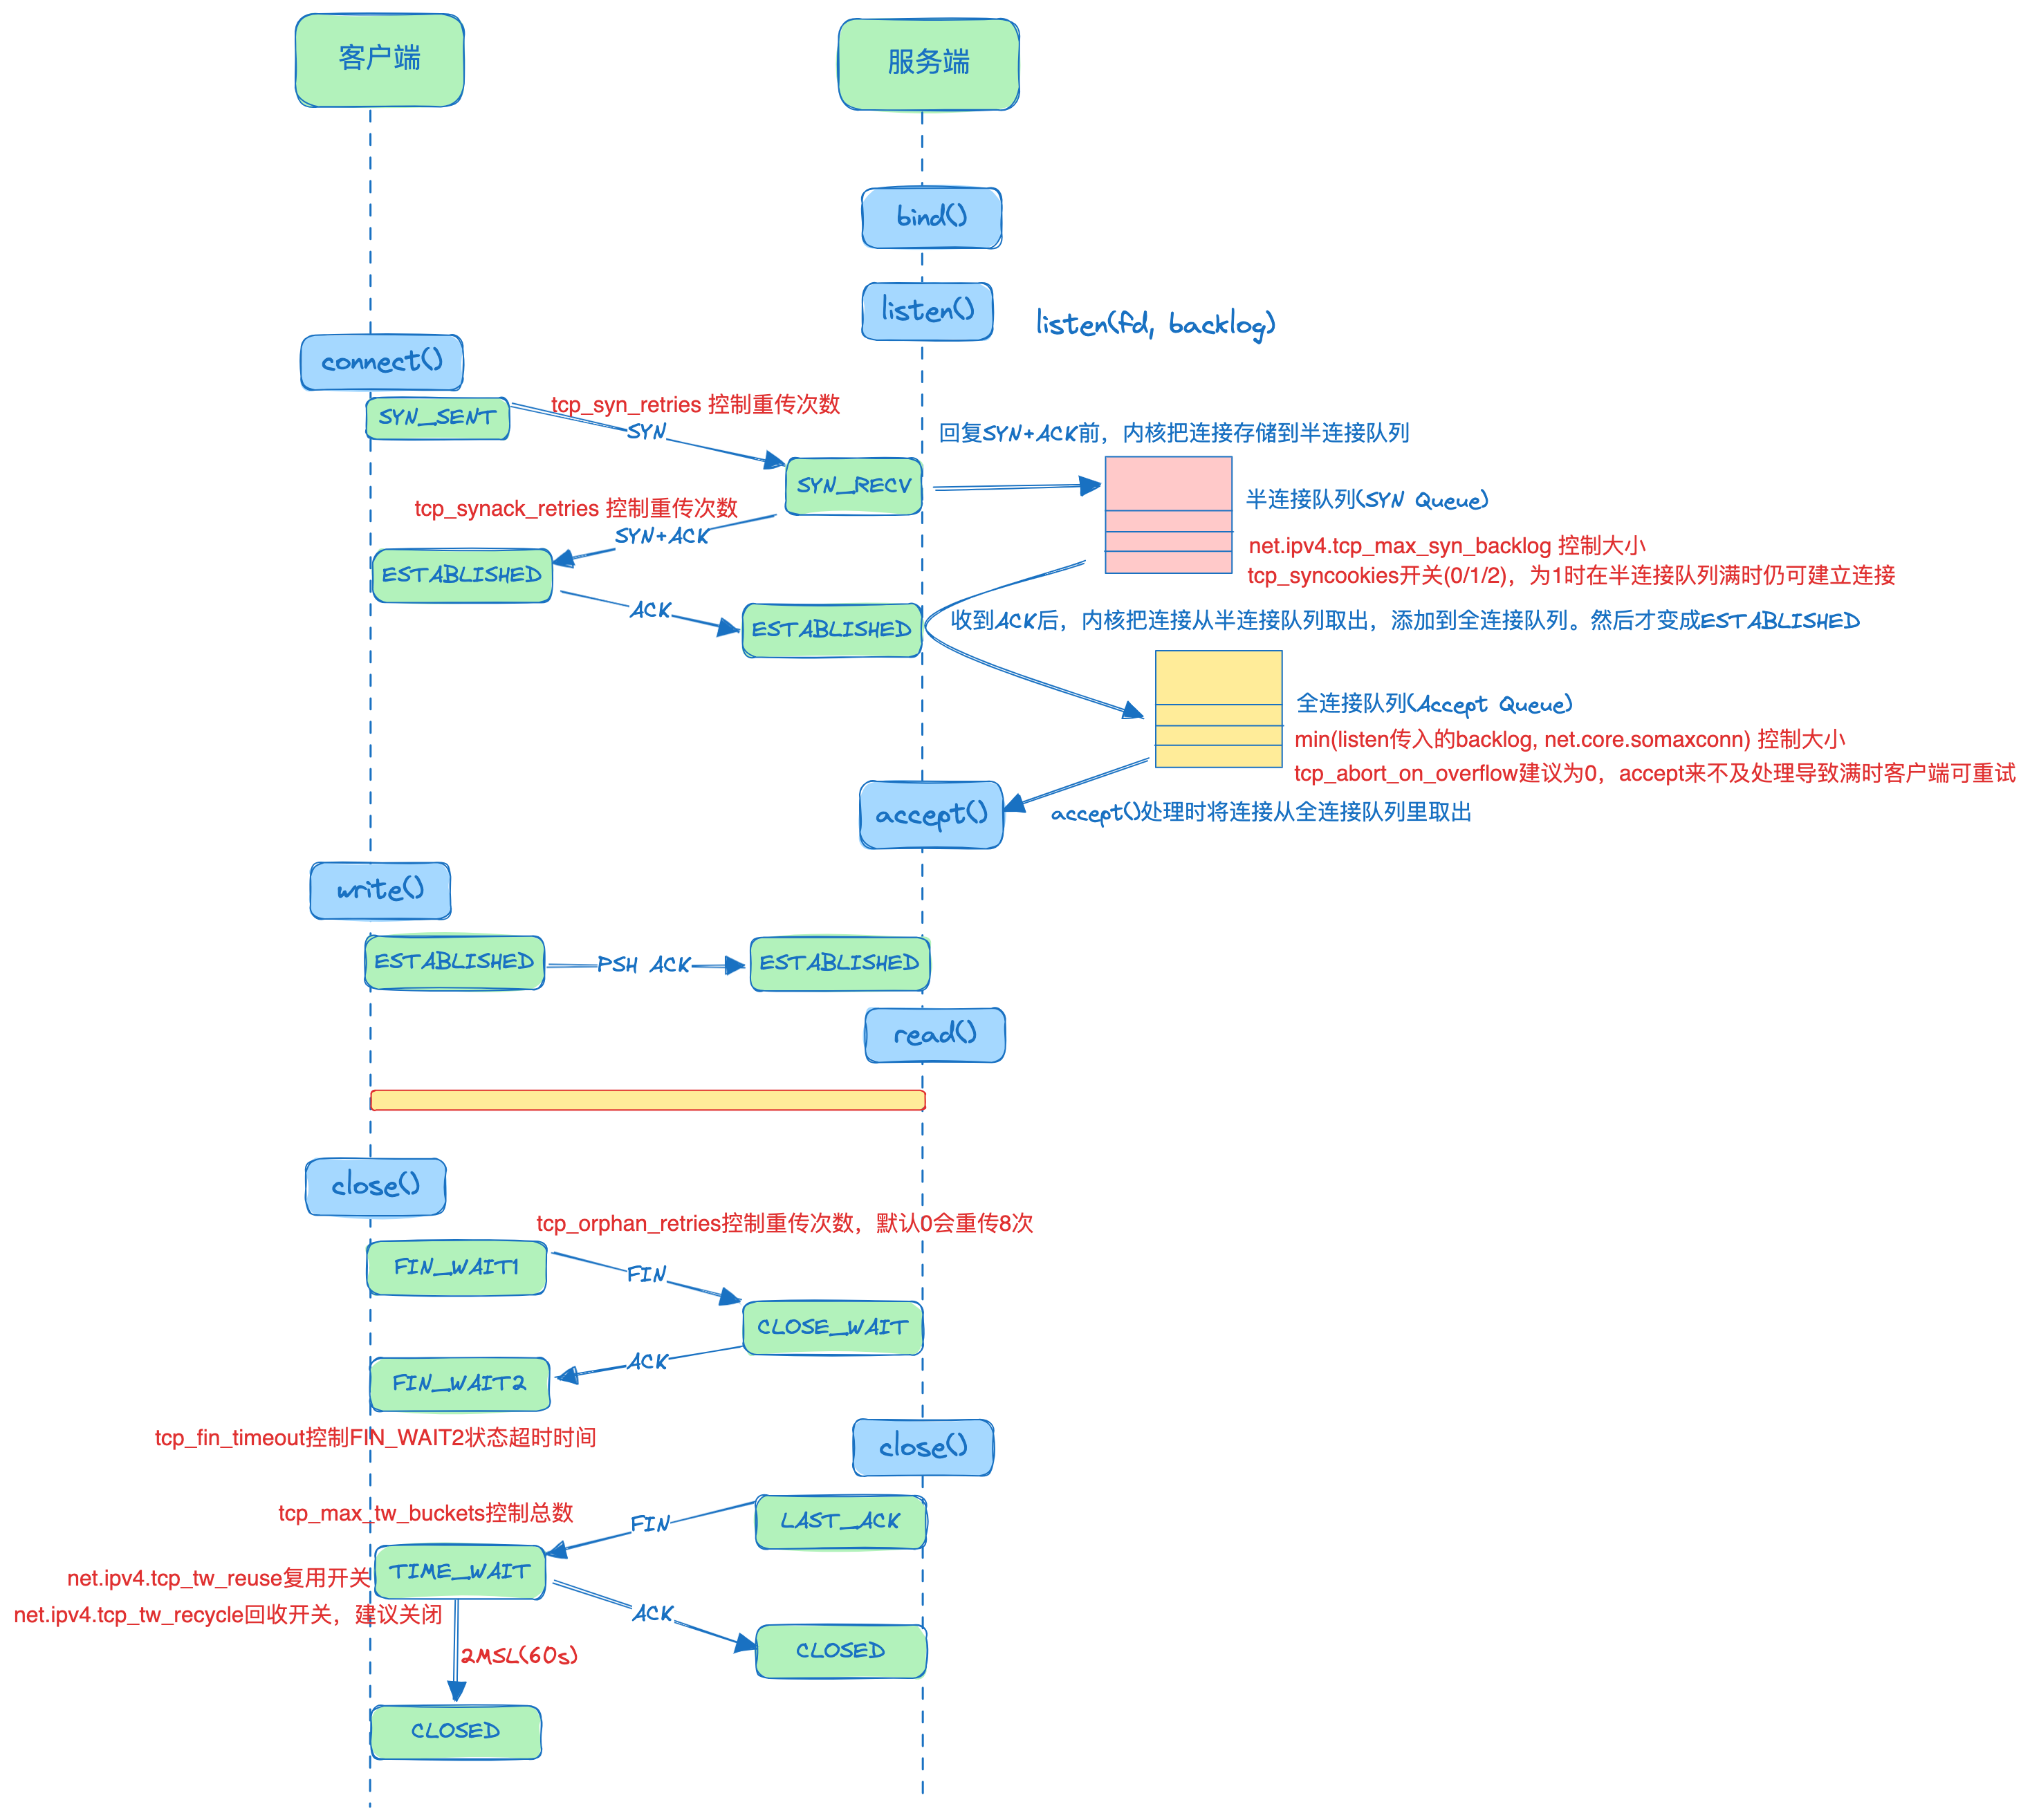 客户端
服务端
bind()
listen()
listen(fd, backlog)
connect()
SYN_SENT
tcp_syn_retries 控制重传次数
SYN
回复SYN+ACK前，内核把连接存储到半连接队列
SYN_RECV
半连接队列(SYN Queue)
tcp_synack_retries 控制重传次数
SYN+ACK
net.ipv4.tcp_max_syn_backlog 控制大小
ESTABLISHED
tcp_syncookies开关(0/1/2)，为1时在半连接队列满时仍可建立连接
ACK
ESTABLISHED
收到ACK后，内核把连接从半连接队列取出，添加到全连接队列。然后才变成ESTABLISHED
全连接队列(Accept Queue)
min(listen传入的backlog, net.core.somaxconn) 控制大小
tcp_abort_on_overflow建议为0，accept来不及处理导致满时客户端可重试
accept()
accept()处理时将连接从全连接队列里取出
write()
ESTABLISHED
PSH ACK
ESTABLISHED
read()
close()
tcp_orphan_retries控制重传次数，默认0会重传8次
FIN_WAIT1
FIN
CLOSE_WAIT
ACK
FIN_WAIT2
tcp_fin_timeout控制FIN_WAIT2状态超时时间
close()
tcp_max_tw_buckets控制总数
FIN
LAST_ACK
TIME_WAIT
net.ipv4.tcp_tw_reuse复用开关
net.ipv4.tcp_tw_recycle回收开关，建议关闭
ACK
2MSL(60s)
CLOSED
CLOSED